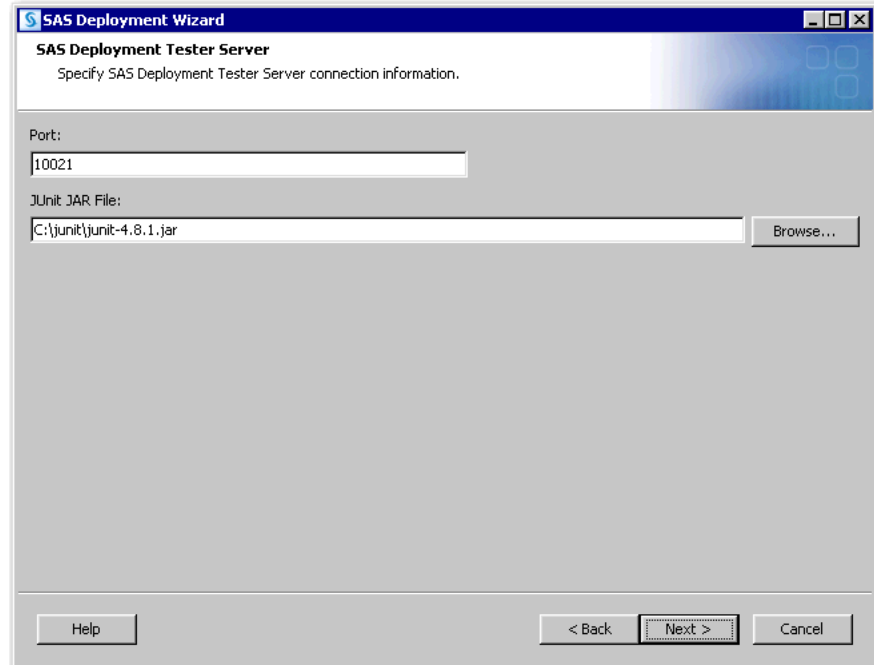 SAS Deployment Wizard
SAS Deployment Tester Server
Specify SAS Deployment Tester Server connection information.
Port:
10021
JUnit JAR File:
C:\junit\junit-4.8.1.jar
Browse...
Help
< Back
Next >
Cancel